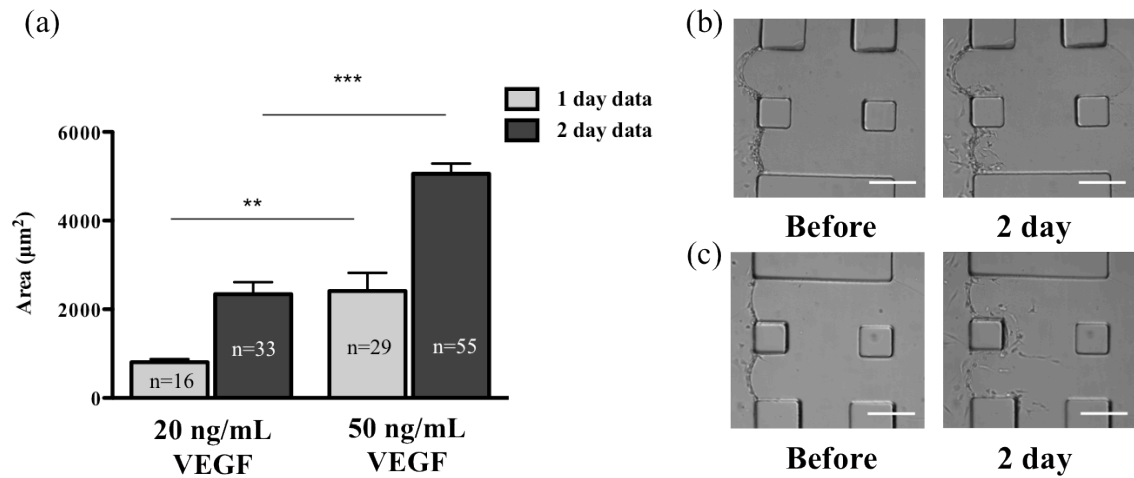 (a)
***
1 day data
2 day data
6000
**
4000
Area (µm²)
2000
n=33
n=29
n=55
n=16
0
20 ng/mL
VEGF
50 ng/mL
VEGF
(b)
Before
2 day
(c)
Before
2 day